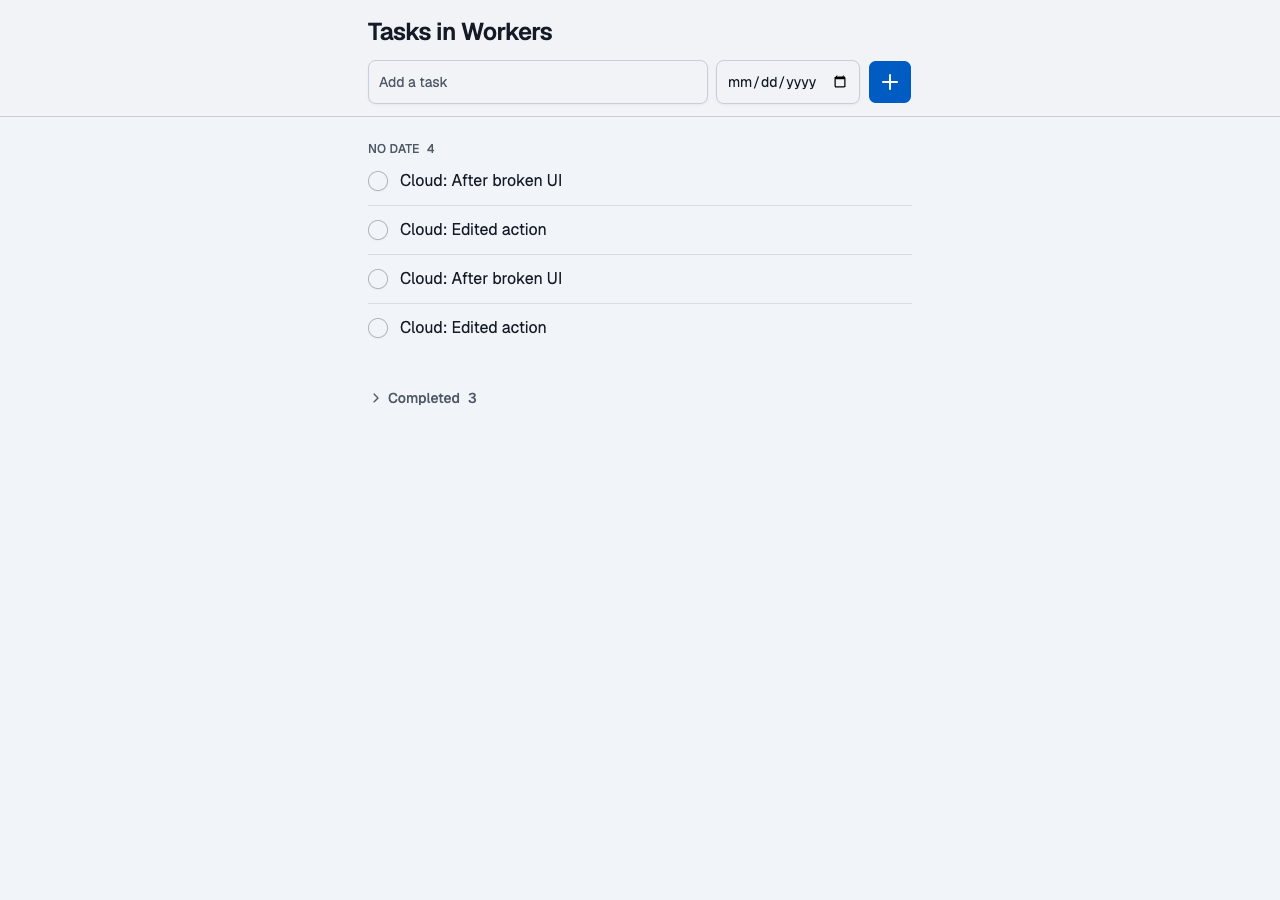 Tasks in Workers
Add a task
mm/dd/yyyy
NO DATE 4
Cloud: After broken UI
Cloud: Edited action
Cloud: After broken UI
Cloud: Edited action
Completed 3